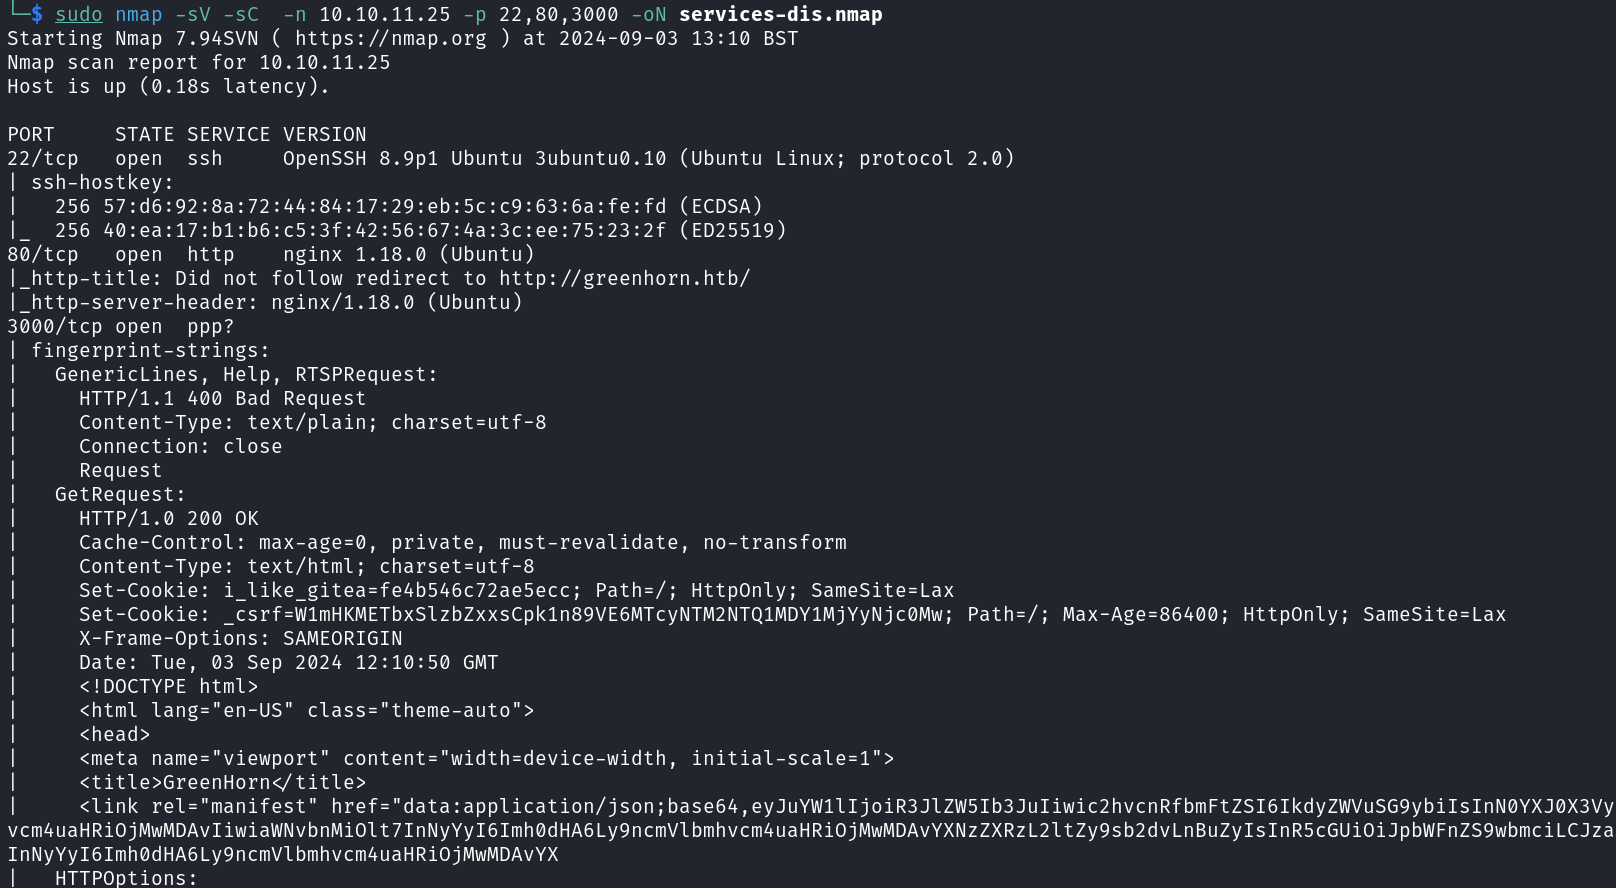 └─$ sudo nmap -sV -sC  -n 10.10.11.25 -p 22,80,3000 -oN services-dis.nmap
Starting Nmap 7.94SVN ( https://nmap.org ) at 2024-09-03 13:10 BST
Nmap scan report for 10.10.11.25
Host is up (0.18s latency).

PORT     STATE SERVICE VERSION
22/tcp   open  ssh     OpenSSH 8.9p1 Ubuntu 3ubuntu0.10 (Ubuntu Linux; protocol 2.0)
| ssh-hostkey:
|   256 57:d6:92:8a:72:44:84:17:29:eb:5c:c9:63:6a:fe:fd (ECDSA)
|_  256 40:ea:17:b1:b6:c5:3f:42:56:67:4a:3c:ee:75:23:2f (ED25519)
80/tcp   open  http    nginx 1.18.0 (Ubuntu)
|_http-title: Did not follow redirect to http://greenhorn.htb/
|_http-server-header: nginx/1.18.0 (Ubuntu)
3000/tcp open  ppp?
| fingerprint-strings:
|   GenericLines, Help, RTSPRequest:
|     HTTP/1.1 400 Bad Request
|     Content-Type: text/plain; charset=utf-8
|     Connection: close
|     Request
|   GetRequest:
|     HTTP/1.0 200 OK
|     Cache-Control: max-age=0, private, must-revalidate, no-transform
|     Content-Type: text/html; charset=utf-8
|     Set-Cookie: i_like_gitea=fe4b546c72ae5ecc; Path=/; HttpOnly; SameSite=Lax
|     Set-Cookie: _csrf=W1mHKMETbxSlzbZxxsCpk1n89VE6MTcyNTM2NTQ1MDY1MjYyNjc0Mw; Path=/; Max-Age=86400; HttpOnly; SameSite=Lax
|     X-Frame-Options: SAMEORIGIN
|     Date: Tue, 03 Sep 2024 12:10:50 GMT
|     <!DOCTYPE html>
|     <html lang="en-US" class="theme-auto">
|     <head>
|     <meta name="viewport" content="width=device-width, initial-scale=1">
|     <title>GreenHorn</title>
|     <link rel="manifest" href="data:application/json;base64,eyJuYW1lIjoiR3JlZW5Ib3JuIiwic2hvcnRfbmFtZSI6IkdyZWVuSG9ybiIsInN0YXJ0X3Vy
vcm4uaHRiOjMwMDAvIiwiaWNvbnMiOlt7InNyYyI6Imh0dHA6Ly9ncmVlbmhvcm4uaHRiOjMwMDAvYXNzZXRzL2ltZy9sb2dvLnBuZyIsInR5cGUiOiJpbWFnZS9wbmciLCJza
InNyYyI6Imh0dHA6Ly9ncmVlbmhvcm4uaHRiOjMwMDAvYX
|   HTTPOptions: